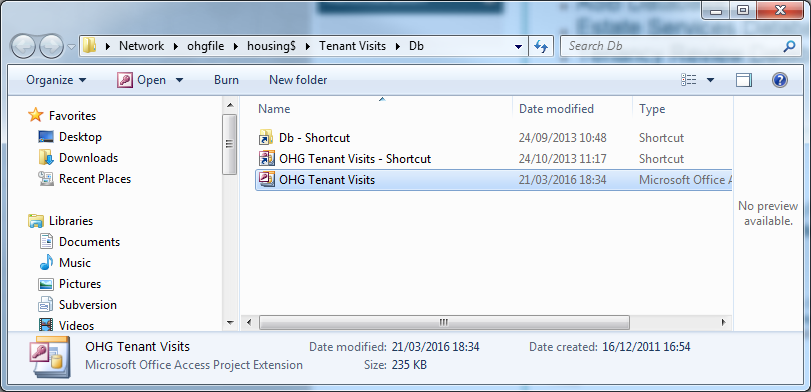 Estate Services
Network ohgfile housing$ Tenant Visits Db Search Db
Organize Open Burn New folder
Favorites
Desktop
Downloads
Recent Places
Libraries
Documents
Music
Pictures
Subversion
Videos
Name Date modified Type
Db - Shortcut 24/09/2013 10:48 Shortcut
OHG Tenant Visits - Shortcut 24/10/2013 11:17 Shortcut
OHG Tenant Visits 21/03/2016 18:34 Microsoft Office A
No preview
available.
OHG Tenant Visits Date modified: 21/03/2016 18:34 Date created: 16/12/2011 16:54
Microsoft Office Access Project Extension Size: 235 KB